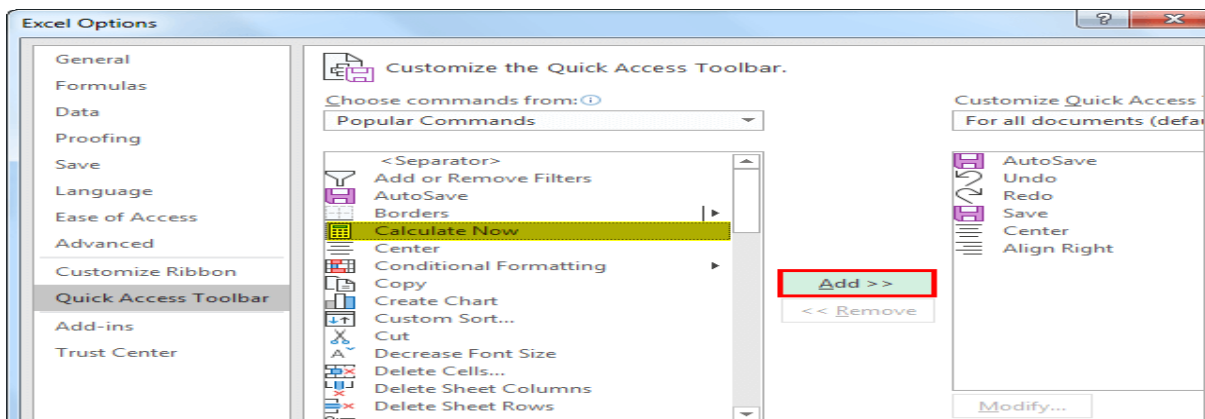 Excel Options
General
Formulas
Data
Proofing
Save
Language
Ease of Access
Advanced
Customize Ribbon
Quick Access Toolbar
Add-ins
Trust Center
Customize the Quick Access Toolbar.
Choose commands from:
Popular Commands
<Separator>
Add or Remove Filters
AutoSave
Borders
Calculate Now
Center
Conditional Formatting
Copy
Create Chart
Custom Sort...
Cut
Decrease Font Size
Delete Cells...
Delete Sheet Columns
Delete Sheet Rows
Add >>
<< Remove
Customize Quick Access
For all documents (defau
AutoSave
Undo
Redo
Save
Center
Align Right
Modify...